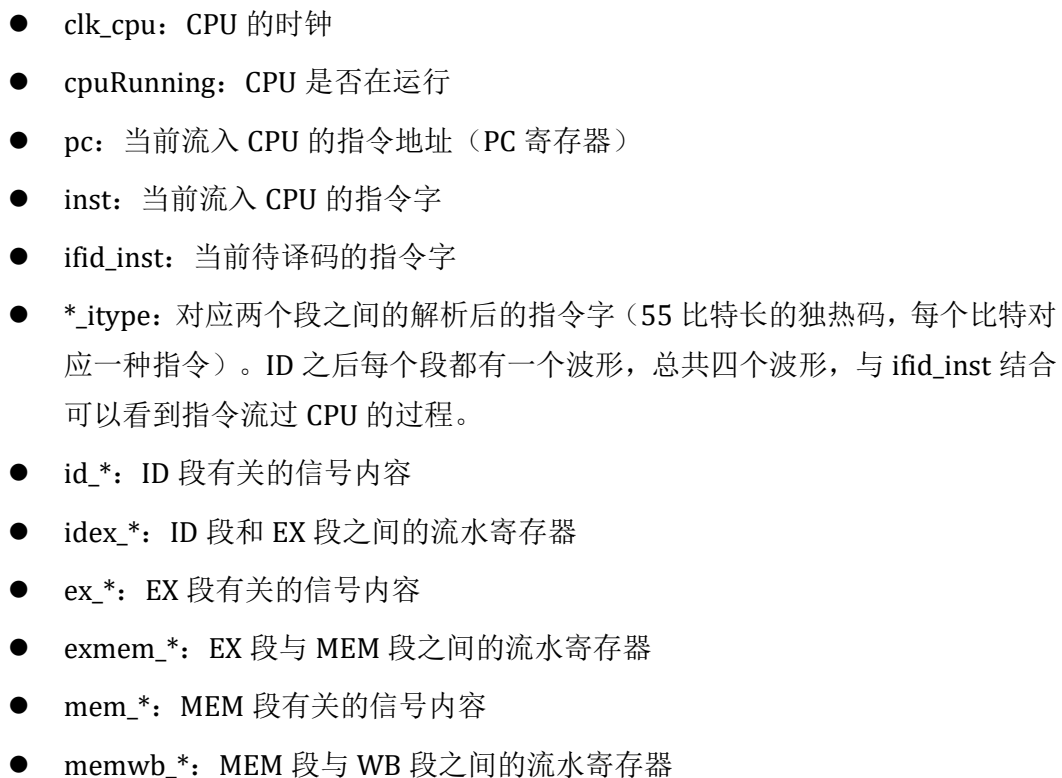 ● clk_cpu：CPU 的时钟
● cpuRunning：CPU 是否在运行
● pc：当前流入 CPU 的指令地址（PC 寄存器）
● inst：当前流入 CPU 的指令字
● ifid_inst：当前待译码的指令字
● *_itype：对应两个段之间的解析后的指令字（55 比特长的独热码，每个比特对
应一种指令）。ID 之后每个段都有一个波形，总共四个波形，与 ifid_inst 结合
可以看到指令流过 CPU 的过程。
● id_*：ID 段有关的信号内容
● idex_*：ID 段和 EX 段之间的流水寄存器
● ex_*：EX 段有关的信号内容
● exmem_*：EX 段与 MEM 段之间的流水寄存器
● mem_*：MEM 段有关的信号内容
● memwb_*：MEM 段与 WB 段之间的流水寄存器